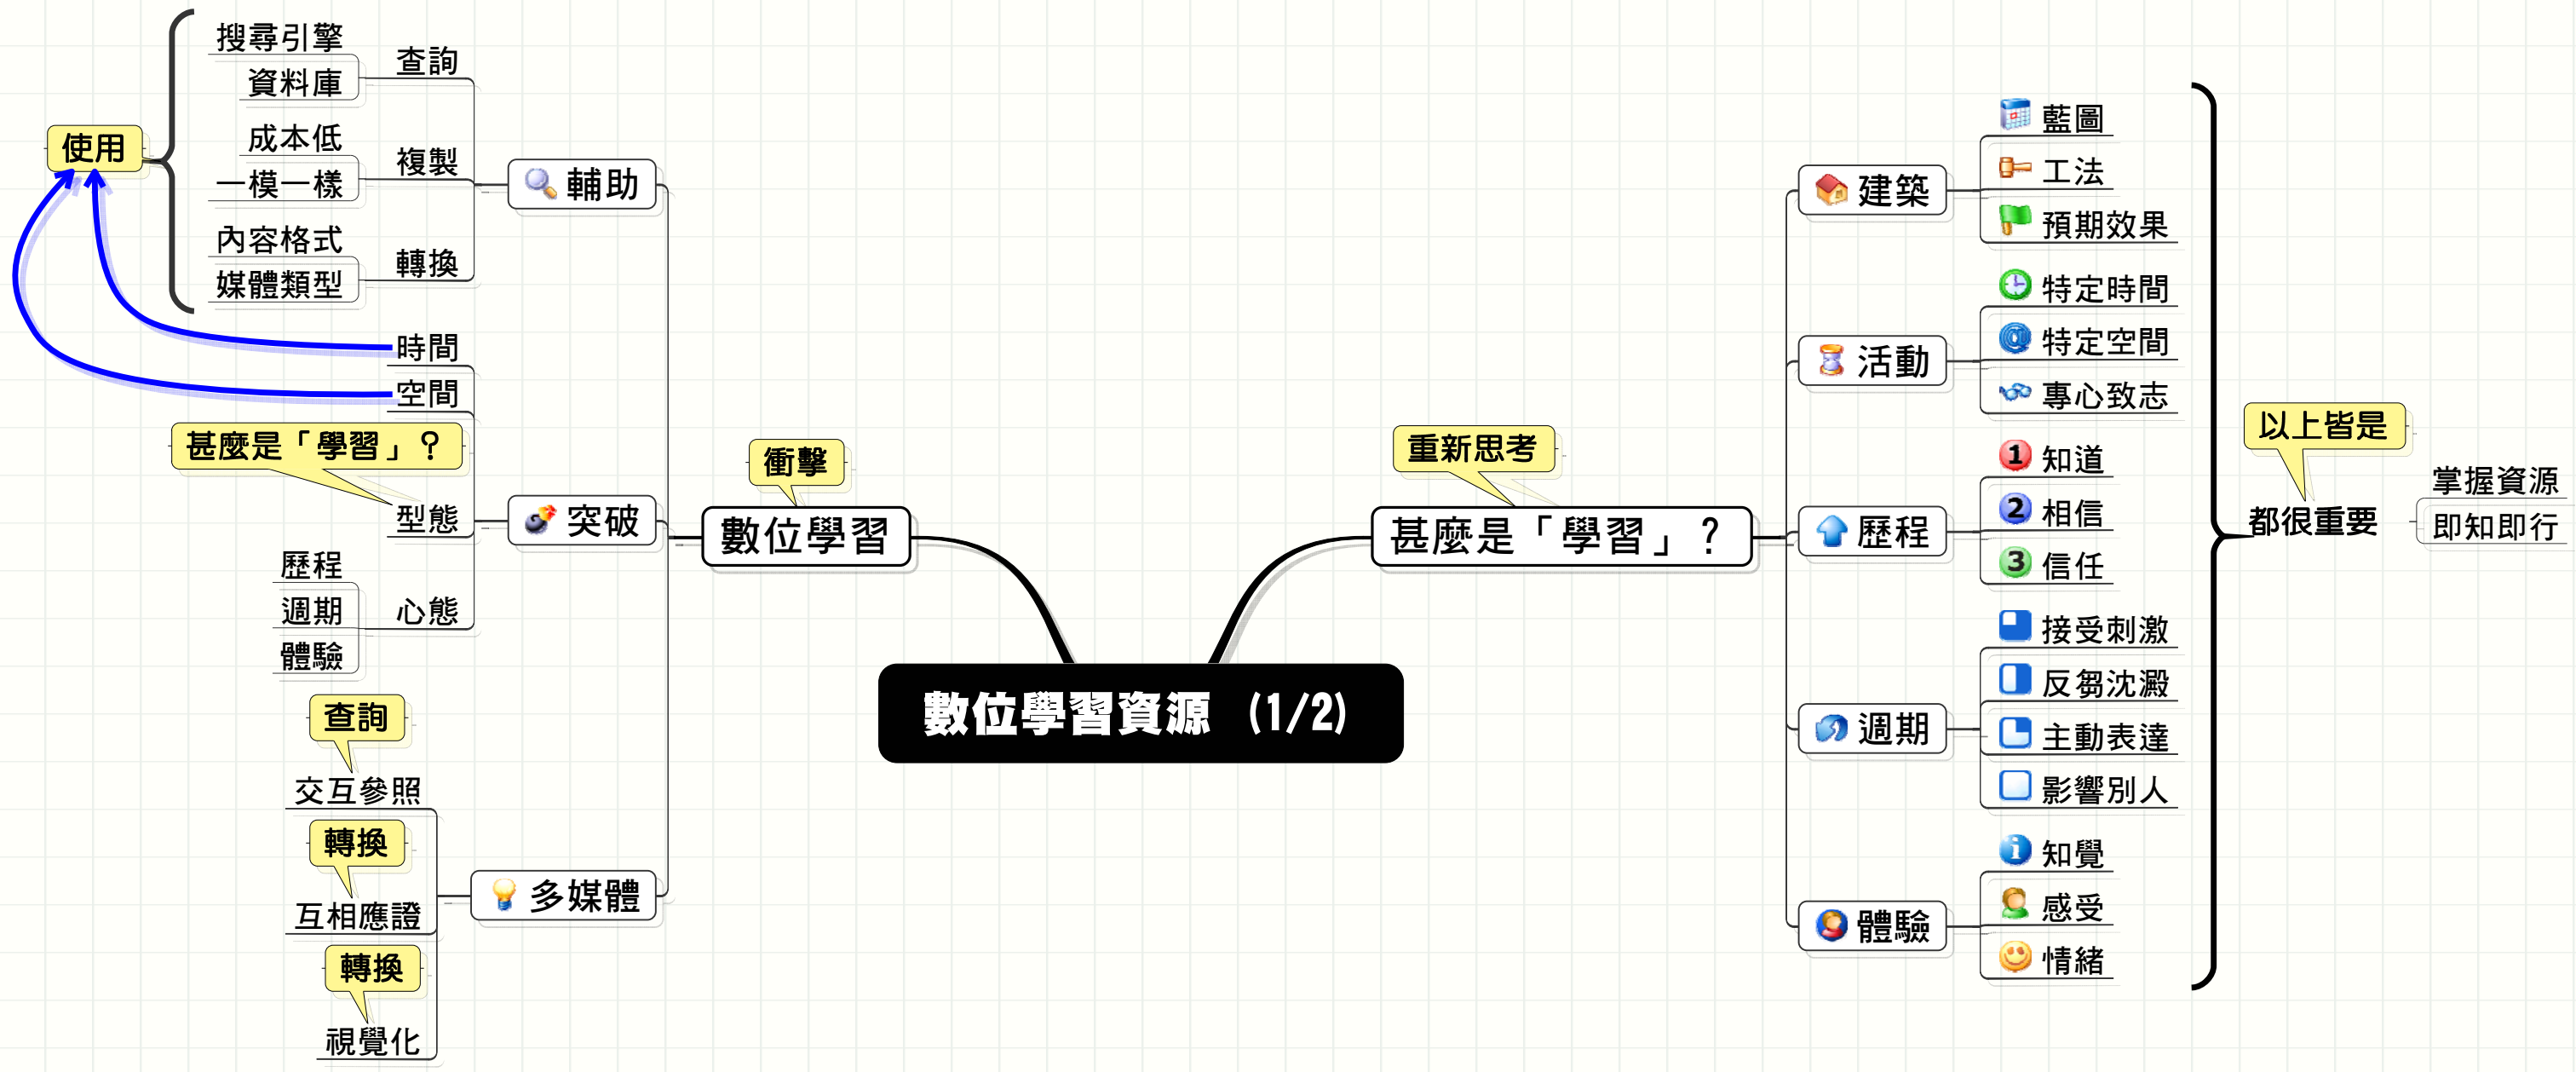 數位學習資源 (1/2)
衝擊
數位學習
輔助
查詢
搜尋引擎
資料庫
複製
成本低
一模一樣
轉換
內容格式
媒體類型
使用
突破
時間
空間
甚麼是「學習」？
型態
心態
歷程
週期
體驗
多媒體
查詢
交互參照
轉換
互相應證
轉換
視覺化
重新思考
甚麼是「學習」？
建築
藍圖
工法
預期效果
活動
特定時間
特定空間
專心致志
歷程
1 知道
2 相信
3 信任
週期
接受刺激
反芻沈澱
主動表達
影響別人
體驗
知覺
感受
情緒
以上皆是
都很重要
掌握資源
即知即行